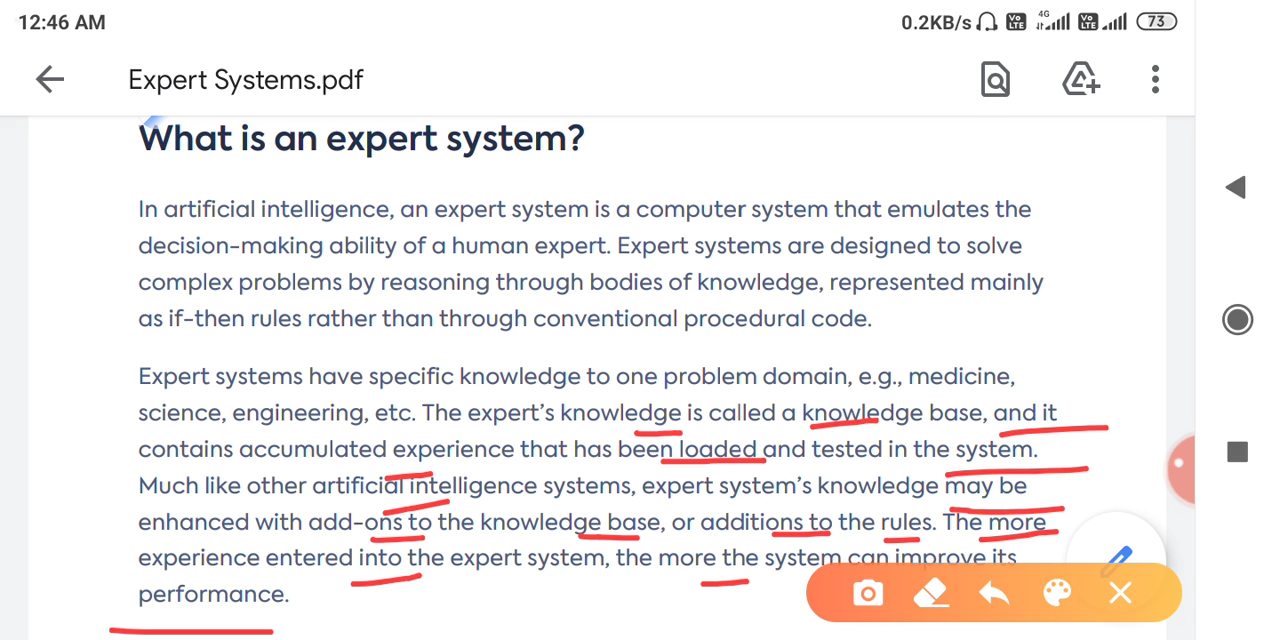 12:46 AM 0.2KB/s Vo LTE 4G Vo LTE 73
Expert Systems.pdf
What is an expert system?
In artificial intelligence, an expert system is a computer system that emulates the
decision-making ability of a human expert. Expert systems are designed to solve
complex problems by reasoning through bodies of knowledge, represented mainly
as if-then rules rather than through conventional procedural code.
Expert systems have specific knowledge to one problem domain, e.g., medicine,
science, engineering, etc. The expert's knowledge is called a knowledge base, and it
contains accumulated experience that has been loaded and tested in the system.
Much like other artificial intelligence systems, expert system's knowledge may be
enhanced with add-ons to the knowledge base, or additions to the rules. The more
experience entered into the expert system, the more the system can improve its
performance.